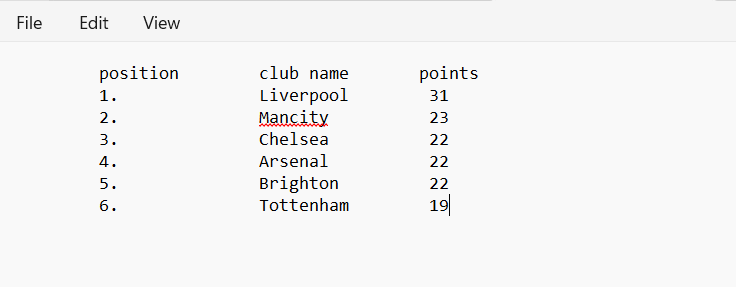 File Edit View
position club name points
1. Liverpool 31
2. Mancity 23
3. Chelsea 22
4. Arsenal 22
5. Brighton 22
6. Tottenham 19